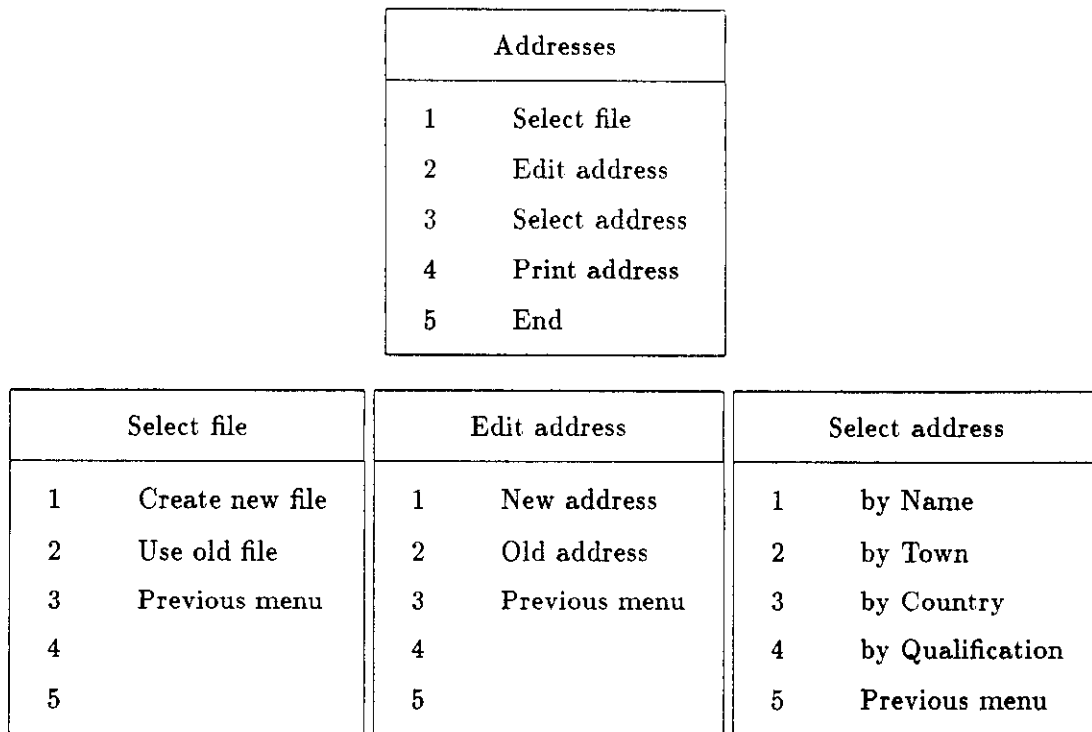 Addresses
1 Select file
2 Edit address
3 Select address
4 Print address
5 End
Select file
1 Create new file
2 Use old file
3 Previous menu
4
5
Edit address
1 New address
2 Old address
3 Previous menu
4
5
Select address
1 by Name
2 by Town
3 by Country
4 by Qualification
5 Previous menu